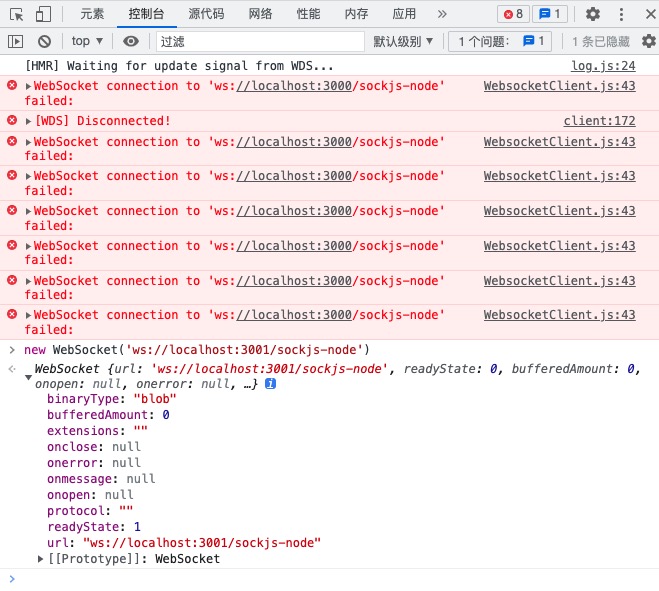 元素 控制台 源代码 网络 性能 内存 应用 » 8 1
top ▼ 过滤 默认级别 ▼ 1 个问题: 1 1 条已隐藏
[HMR] Waiting for update signal from WDS... log.js:24
▶WebSocket connection to 'ws://localhost:3000/sockjs-node' WebsocketClient.js:43
failed:
▶[WDS] Disconnected! client:172
▶WebSocket connection to 'ws://localhost:3000/sockjs-node' WebsocketClient.js:43
failed:
▶WebSocket connection to 'ws://localhost:3000/sockjs-node' WebsocketClient.js:43
failed:
▶WebSocket connection to 'ws://localhost:3000/sockjs-node' WebsocketClient.js:43
failed:
▶WebSocket connection to 'ws://localhost:3000/sockjs-node' WebsocketClient.js:43
failed:
▶WebSocket connection to 'ws://localhost:3000/sockjs-node' WebsocketClient.js:43
failed:
▶WebSocket connection to 'ws://localhost:3000/sockjs-node' WebsocketClient.js:43
failed:
> new WebSocket('ws://localhost:3001/sockjs-node')
WebSocket {url: 'ws://localhost:3001/sockjs-node', readyState: 0, bufferedAmount: 0,
▼ onopen: null, onerror: null, …} i
binaryType: "blob"
bufferedAmount: 0
extensions: ""
onclose: null
onerror: null
onmessage: null
onopen: null
protocol: ""
readyState: 1
url: "ws://localhost:3001/sockjs-node"
▶[[Prototype]]: WebSocket
>